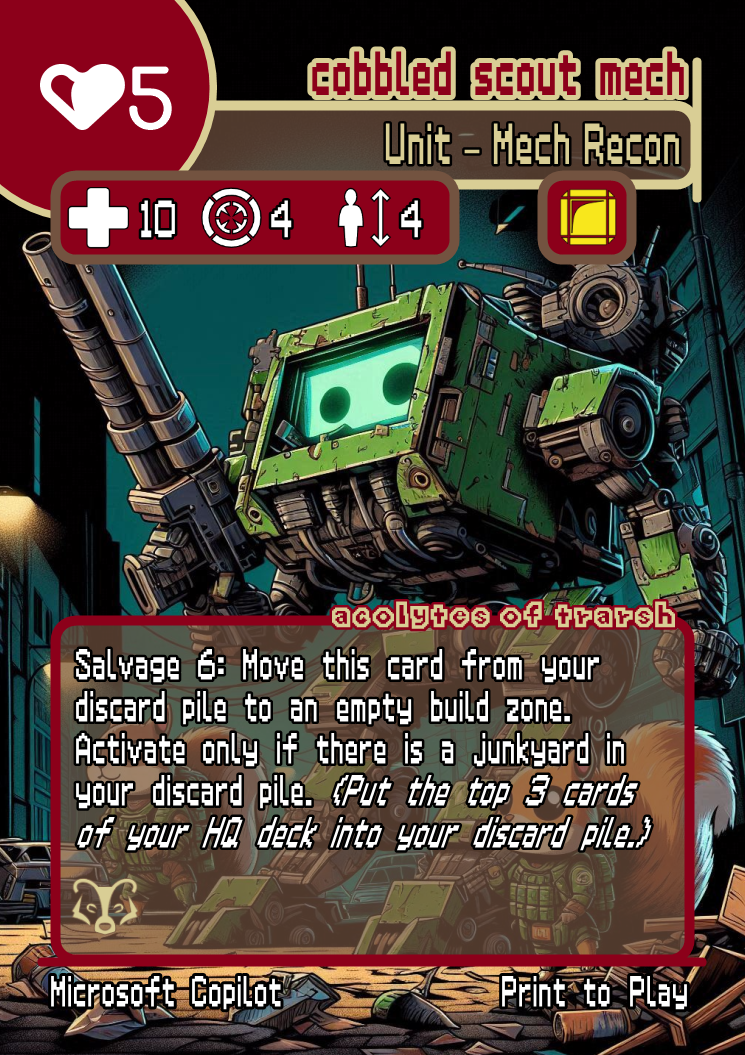 5
cobbled scout mech
Unit – Mech Recon
10 4 4
acolytes of trarsh
Salvage 6: Move this card from your
discard pile to an empty build zone.
Activate only if there is a junkyard in
your discard pile. (Put the top 3 cards
of your HQ deck into your discard pile.)
Microsoft Copilot
Print to Play